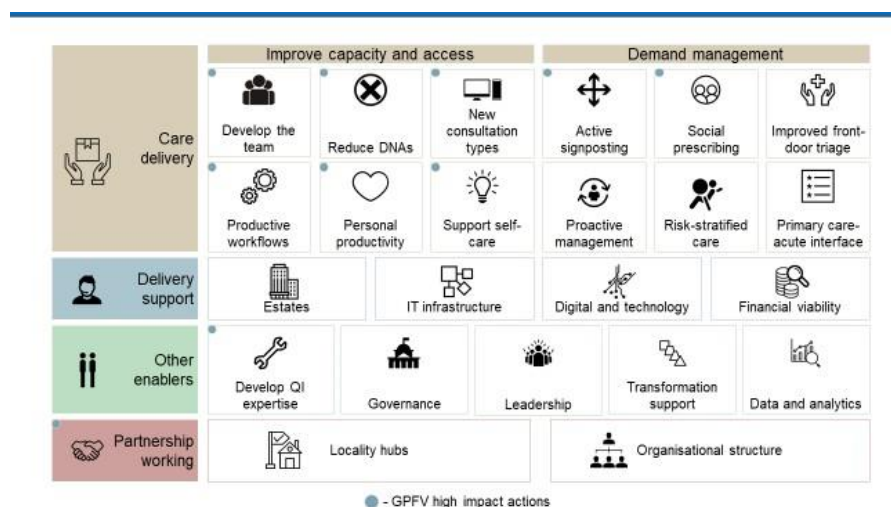 Improve capacity and access
Demand management
Care
delivery
Develop the
team
Reduce DNAs
New
consultation
types
Active
signposting
Social
prescribing
Improved front-
door triage
Productive
workflows
Personal
productivity
Support self-
care
Proactive
management
Risk-stratified
care
Primary care-
acute interface
Delivery
support
Estates
IT infrastructure
Digital and technology
Financial viability
Other
enablers
Develop QI
expertise
Governance
Leadership
Transformation
support
Data and analytics
Partnership
working
Locality hubs
Organisational structure
- GPFV high impact actions